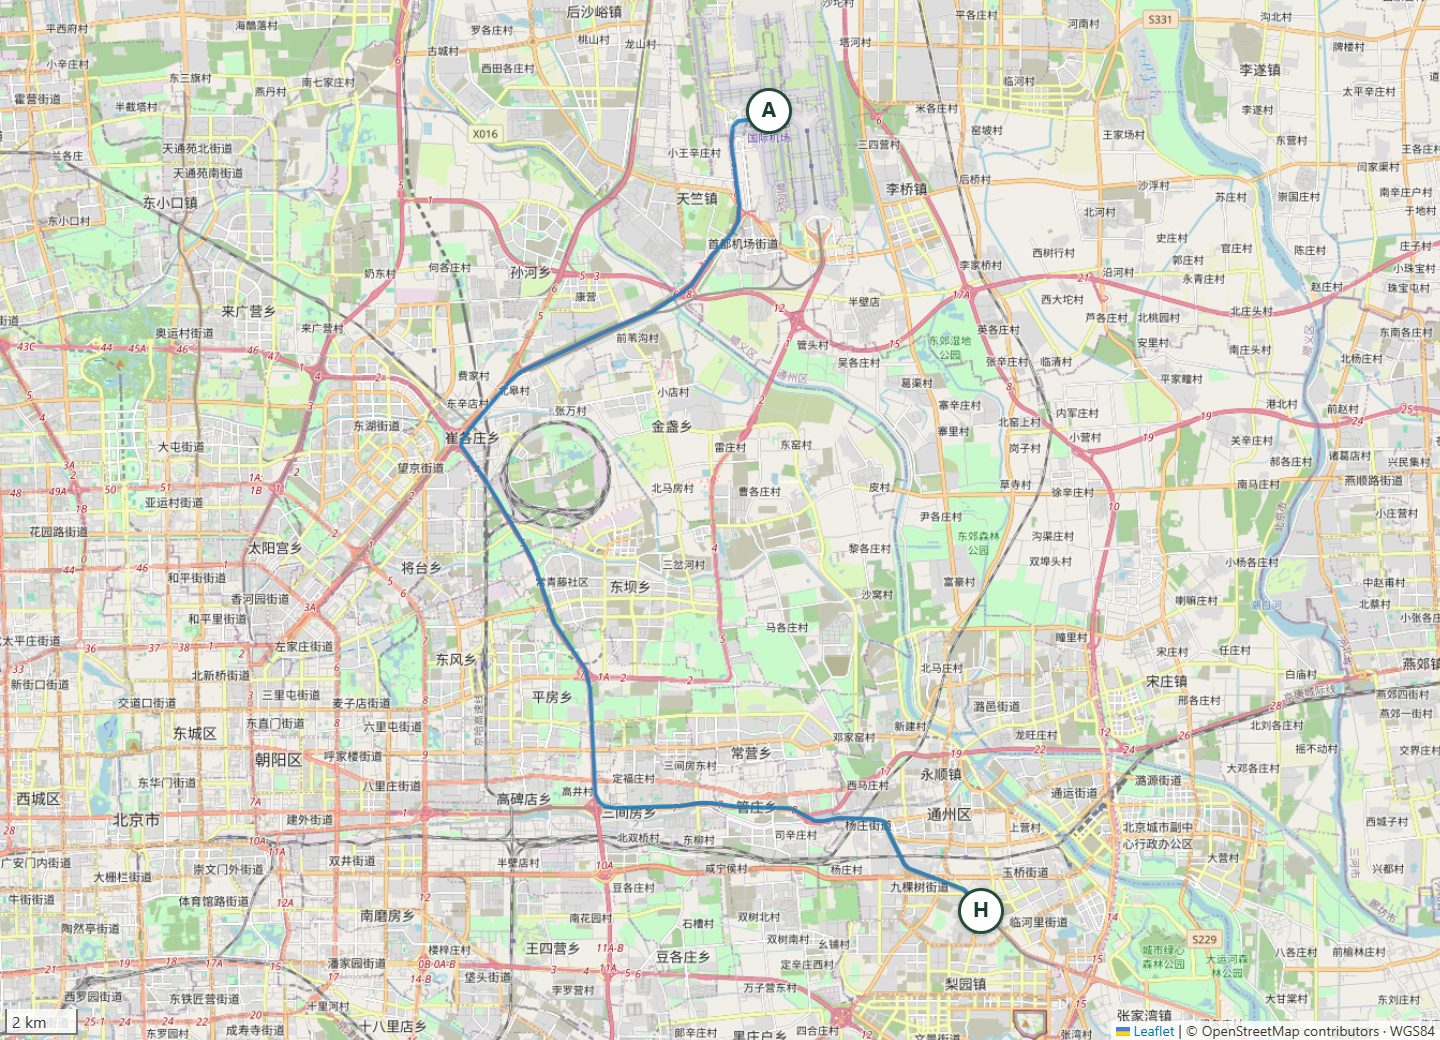 后沙峪镇
沙坨村
平西府村
海鶄落村
罗各庄村
桃山村
龙山村
古城村
平各庄村
河南村
S331
沟北村
牌楼村
塔河村
小辛庄村
东三旗村
南七家庄村
西田各庄村
临河村
李遂镇
霍营街道
燕丹村
半截塔村
太平辛庄村
A
米各庄村
李遂村
X016
国际机场
窑坡村
王家场村
东营村
三四营村
天通苑北街道
兰各庄
小王辛庄村
闫家渠村
王各庄村
天通苑南街道
后桥村
沙浮村
东小口镇
天竺镇
李桥镇
苏庄村
崇国庄村
南辛庄户村
东小口村
北河村
于地村
首都机场街道
史庄村
官庄村
陈庄村
庄子村
奶东村
何各庄村
孙河乡
西树行村
郭庄村
李家桥村
沿河村
永青庄村
小珠宝村
赵庄村
珠宝屯村
康营
半壁店
17A
西大坨村
来广营乡
芦各庄村
北桃园村
北庄头村
奥运村街道
来广营村
前苇沟村
英各庄村
东郊湿地
公园
安里村
东南各庄村
管头村
顺义区
通州区
吴各庄村
张辛庄村
临清村
南庄头村
北杨庄村
费家村
北皋村
小店村
葛渠村
平家疃村
东辛店村
张万村
寨辛庄村
内军庄村
港北村
前赵村
东湖街道
金盏乡
北窑上村
崔各庄乡
寨里村
小营村
大屯街道
雷庄村
东窑村
岗子村
关辛庄村
诸葛店村
望京街道
郝各庄村
兴民集村
亚运村街道
北马房村
曹各庄村
皮村
草寺村
徐辛庄村
南马庄村
燕顺路街道
小庄营村
花园路街道
尹各庄村
沟渠庄村
太阳宫乡
东郊森林
公园
黎各庄村
双埠头村
小杨各庄村
三岔河村
将台乡
常青藤社区
东坝乡
富豪村
中赵甫村
和平街街道
香河园街道
沙窝村
喇嘛庄村
北蔡村
潮白河
和平里街道
马各庄村
疃里村
小张各庄
太平庄街道
左家庄街道
宋庄村
任庄村
东风乡
北马庄村
燕郊镇
新街口街道
北新桥街道
白庙村
宋庄镇
三里屯街道
平房乡
邢各庄村
燕郊四街村
交道口街道
麦子店街道
潞邑街道
燕郊一街村
东直门街道
六里屯街道
新建村
北刘各庄村
东城区
邓家窑村
龙旺庄村
常营乡
摇不动村
交界庄村
朝阳区
呼家楼街道
三间房东村
大邓各庄村
定福庄村
永顺镇
潞源街道
东华门街道
八里庄街道
西马庄村
西城区
高碑店乡
高井村
通运街道
三间房乡
管庄乡
通州区
北京市
建外街道
杨庄街道
上营村
北京城市副中
心行政办公区
西城子村
北双桥村
东柳村
司辛庄村
广安门内街道
崇文门外街道
双井街道
半壁店村
大营村
兴都村
大栅栏街道
咸宁侯村
杨庄村
玉桥街道
牛街街道
豆各庄村
九棵树街道
体育馆路街道
H
南磨房乡
南花园村
石槽村
双树北村
临河里街道
陶然亭街道
楼梓庄村
王四营乡
双树南村
幺铺村
城市绿心
森林公园
S229
八各庄村
前榆林庄村
潘家园街道
豆各庄乡
定辛庄西村
大运河森
林公园
垡头街道
万子营东村
梨园镇
西罗园街道
东铁匠营街道
十里河村
孛罗营村
大甘棠村
东刘庄村
2 km
东罗园村
成寿寺街道
十八里店乡
郎辛庄村
黑庄户乡
四合庄村
张湾村
张家湾镇
Leaflet | © OpenStreetMap contributors · WGS84